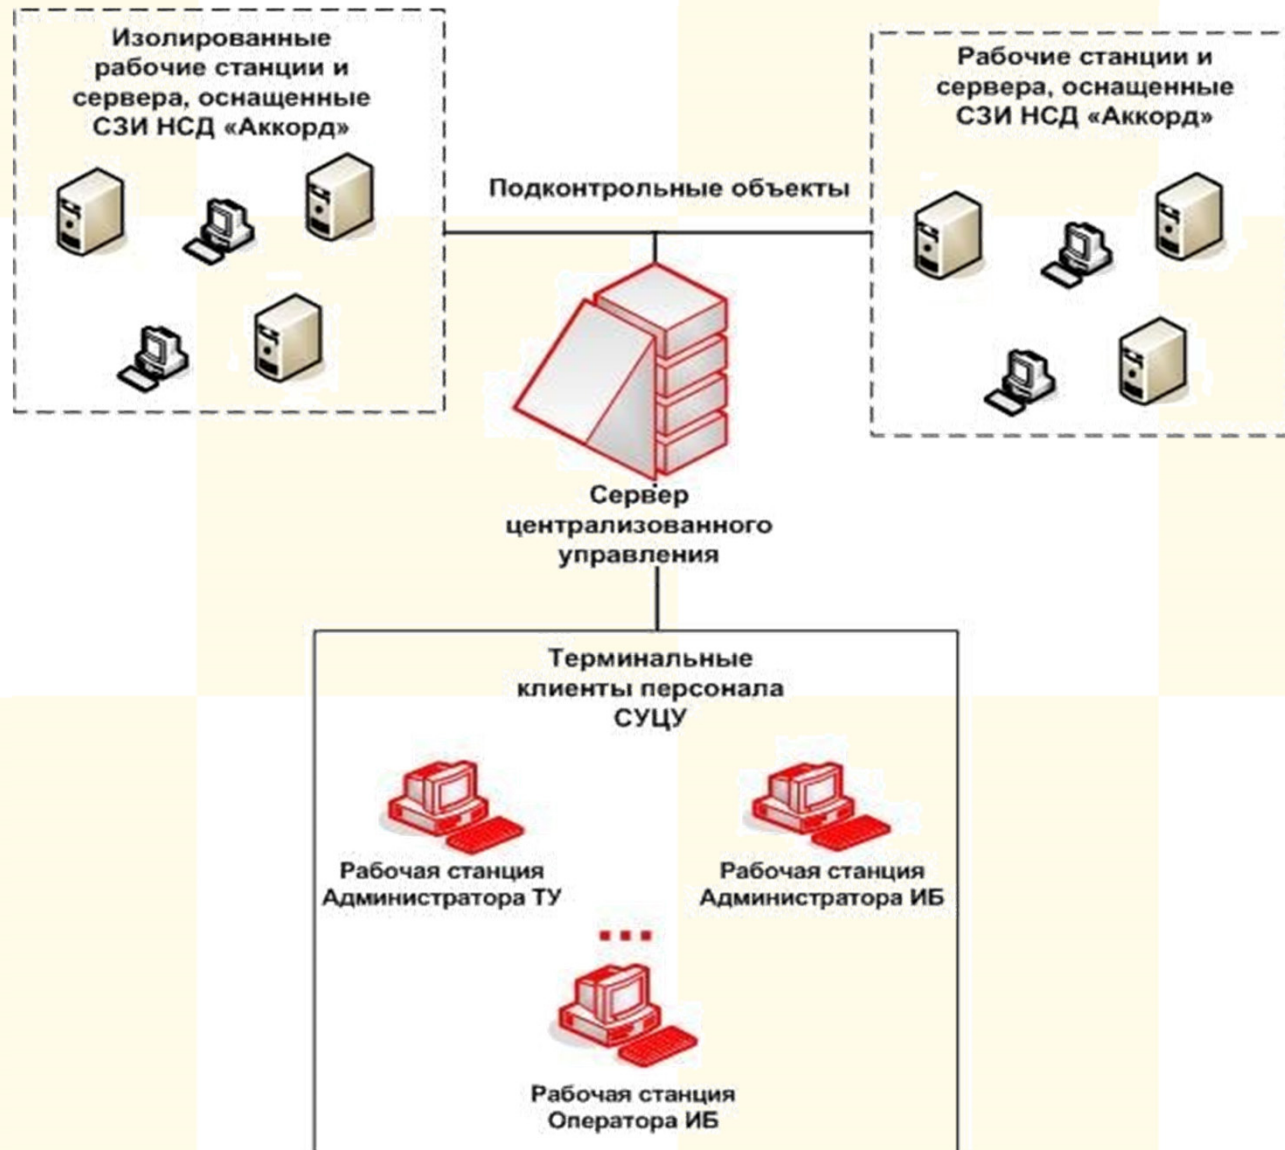 Изолированные
рабочие станции и
сервера, оснащенные
СЗИ НСД «Аккорд»
Рабочие станции и
сервера, оснащенные
СЗИ НСД «Аккорд»
Подконтрольные объекты
Сервер
централизованного
управления
Терминальные
клиенты персонала
СУЦУ
Рабочая станция
Администратора ТУ
Рабочая станция
Администратора ИБ
Рабочая станция
Оператора ИБ